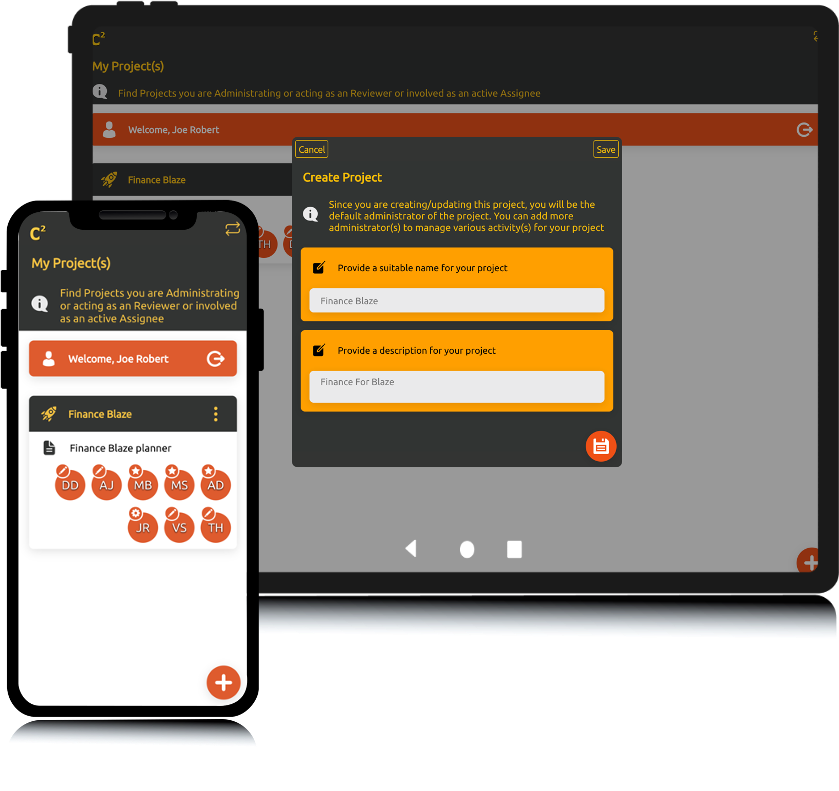 C²
My Project(s)
Find Projects you are Administrating or acting as an Reviewer or involved as an active Assignee
Welcome, Joe Robert
Finance Blaze
TH
Cancel
Save
Create Project
Since you are creating/updating this project, you will be the
default administrator of the project. You can add more
administrator(s) to manage various activity(s) for your project
Provide a suitable name for your project
Finance Blaze
Provide a description for your project
Finance For Blaze
C²
My Project(s)
Find Projects you are Administrating
or acting as an Reviewer or involved
as an active Assignee
Welcome, Joe Robert
Finance Blaze
Finance Blaze planner
DD AJ MB MS AD
JR VS TH